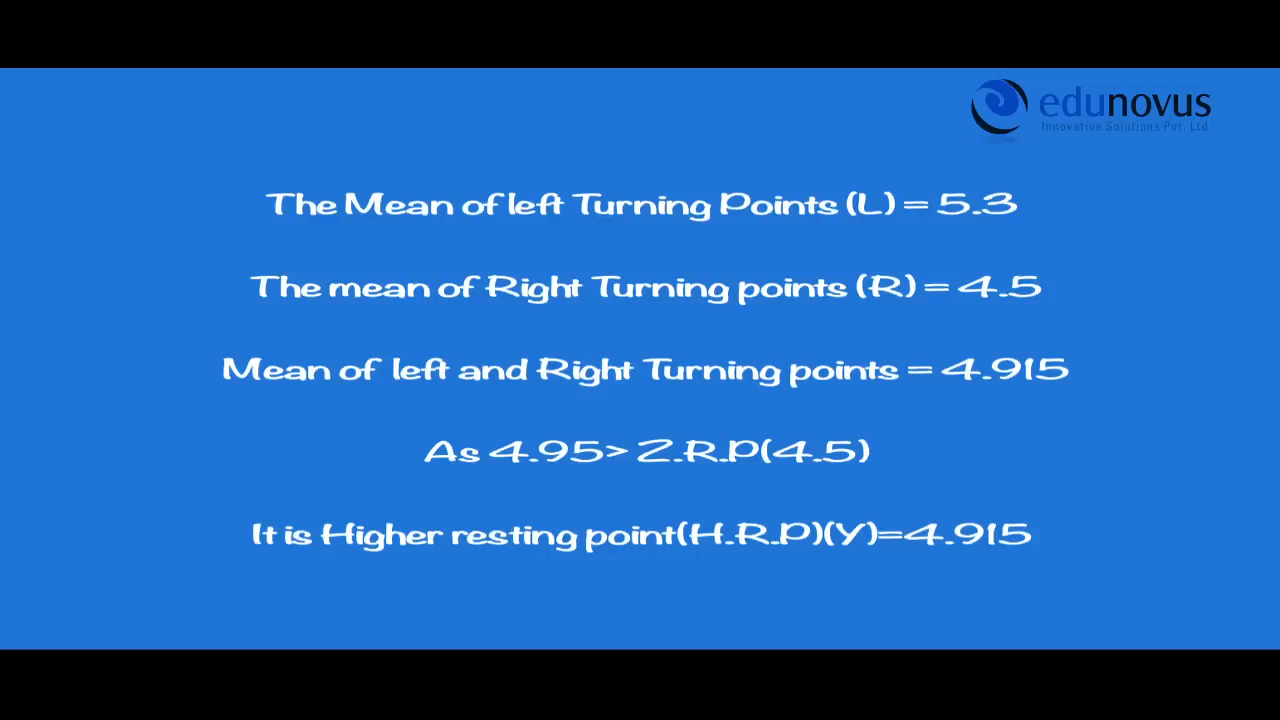 edunovus
Innovative Solutions Pvt. Ltd
The Mean of left Turning Points (L) = 5.3
The mean of Right Turning points (R) = 4.5
Mean of left and Right Turning points = 4.915
As 4.95> Z.R.P(4.5)
It is Higher resting point(H.R.P)(Y)=4.915